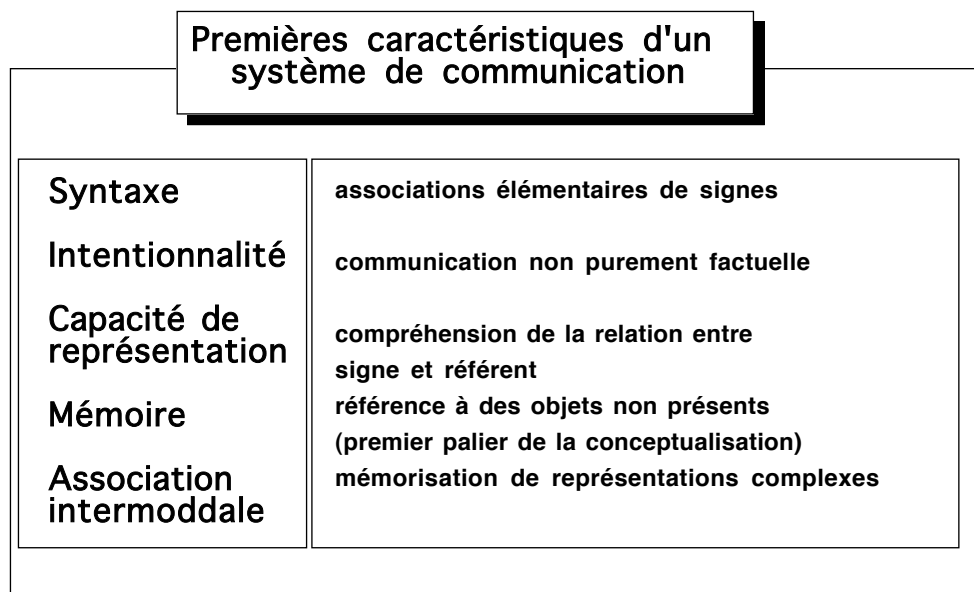 Premières caractéristiques d'un
système de communication
Syntaxe
Intentionnalité
Capacité de
représentation
Mémoire
Association
intermoddale
associations élémentaires de signes
communication non purement factuelle
compréhension de la relation entre
signe et référent
référence à des objets non présents
(premier palier de la conceptualisation)
mémorisation de représentations complexes